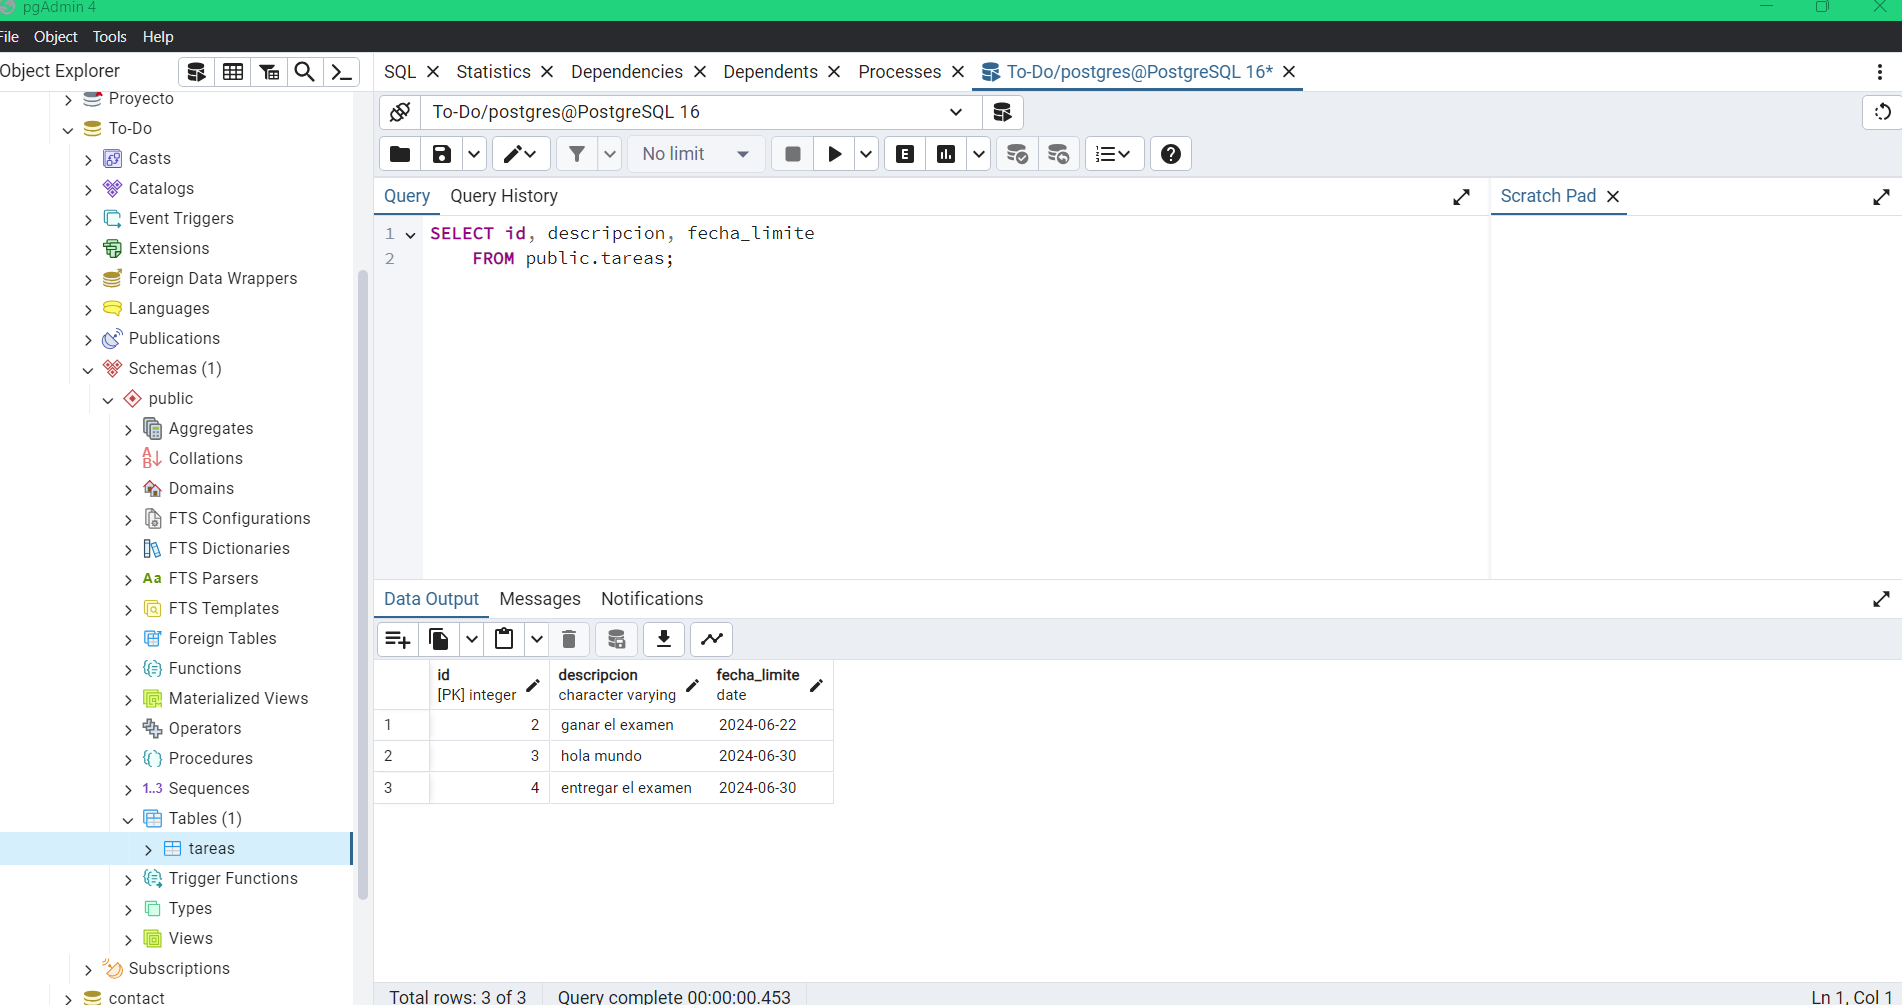 pgAdmin 4
File Object Tools Help
Object Explorer
SQL Statistics Dependencies Dependents Processes To-Do/postgres@PostgreSQL 16*
Proyecto
To-Do
Casts
Catalogs
Event Triggers
Extensions
Foreign Data Wrappers
Languages
Publications
Schemas (1)
public
Aggregates
Collations
Domains
FTS Configurations
FTS Dictionaries
Aa FTS Parsers
FTS Templates
Foreign Tables
Functions
Materialized Views
Operators
Procedures
1..3 Sequences
Tables (1)
tareas
Trigger Functions
Types
Views
Subscriptions
contact
To-Do/postgres@PostgreSQL 16
No limit
E
Query Query History
Scratch Pad
1 SELECT id, descripcion, fecha_limite
2 FROM public.tareas;
Data Output Messages Notifications
id descripcion fecha_limite
[PK] integer character varying date
1 2 ganar el examen 2024-06-22
2 3 hola mundo 2024-06-30
3 4 entregar el examen 2024-06-30
Total rows: 3 of 3 Query complete 00:00:00.453 Ln 1, Col 1